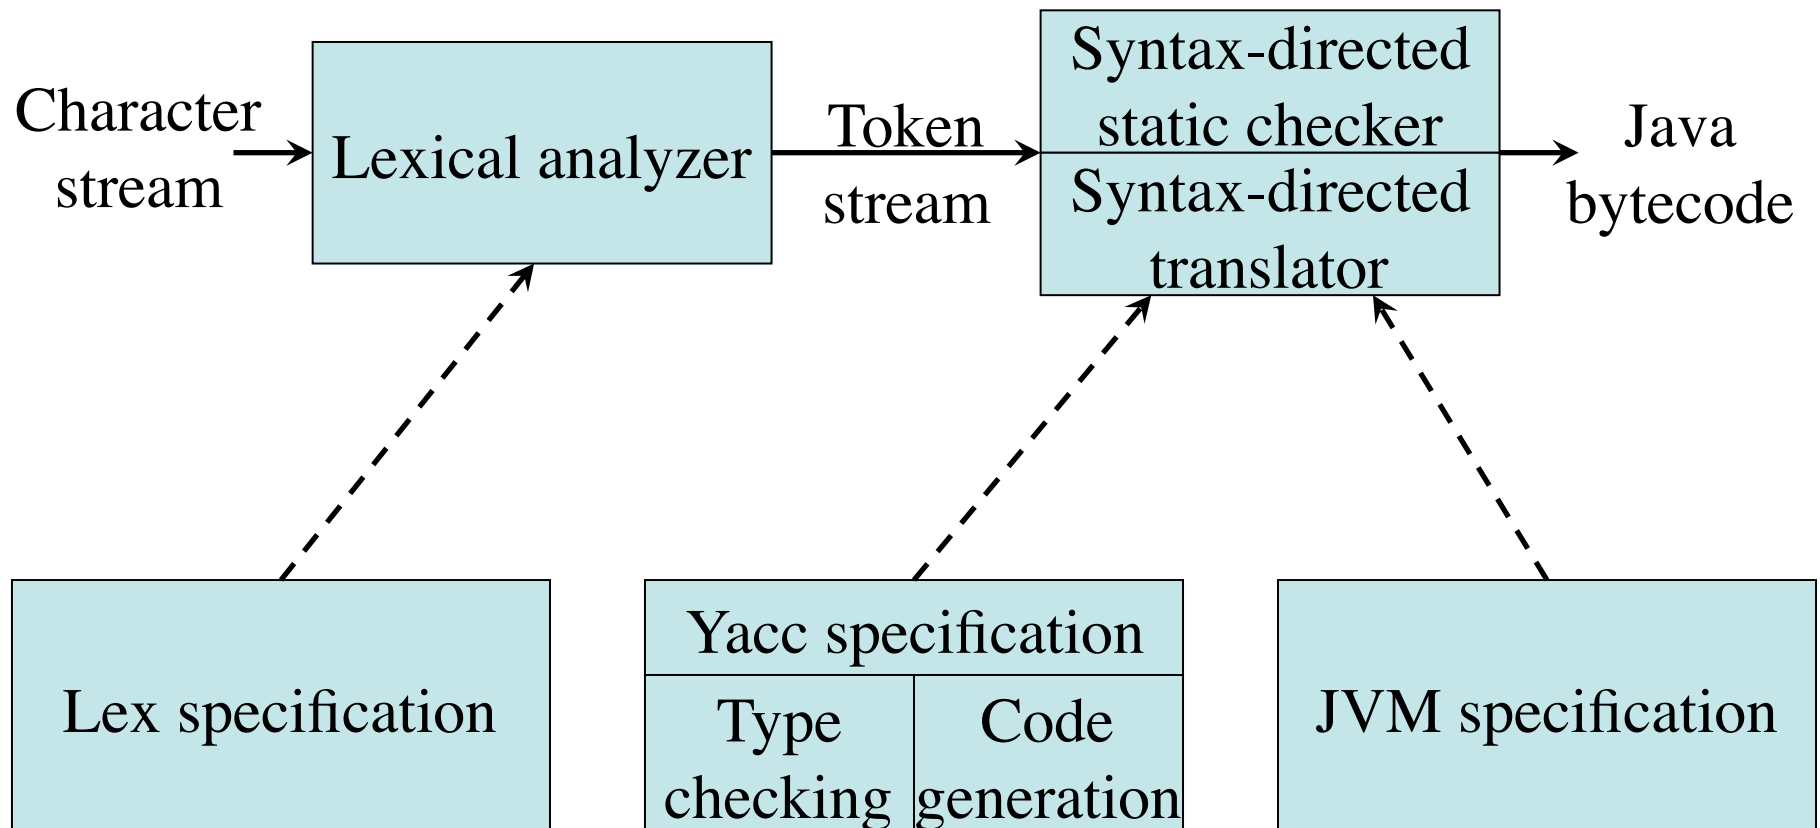 Character
stream
Lexical analyzer
Token
stream
Syntax-directed
static checker
Syntax-directed
translator
Java
bytecode
Lex specification
Yacc specification
Type
checking
Code
generation
JVM specification